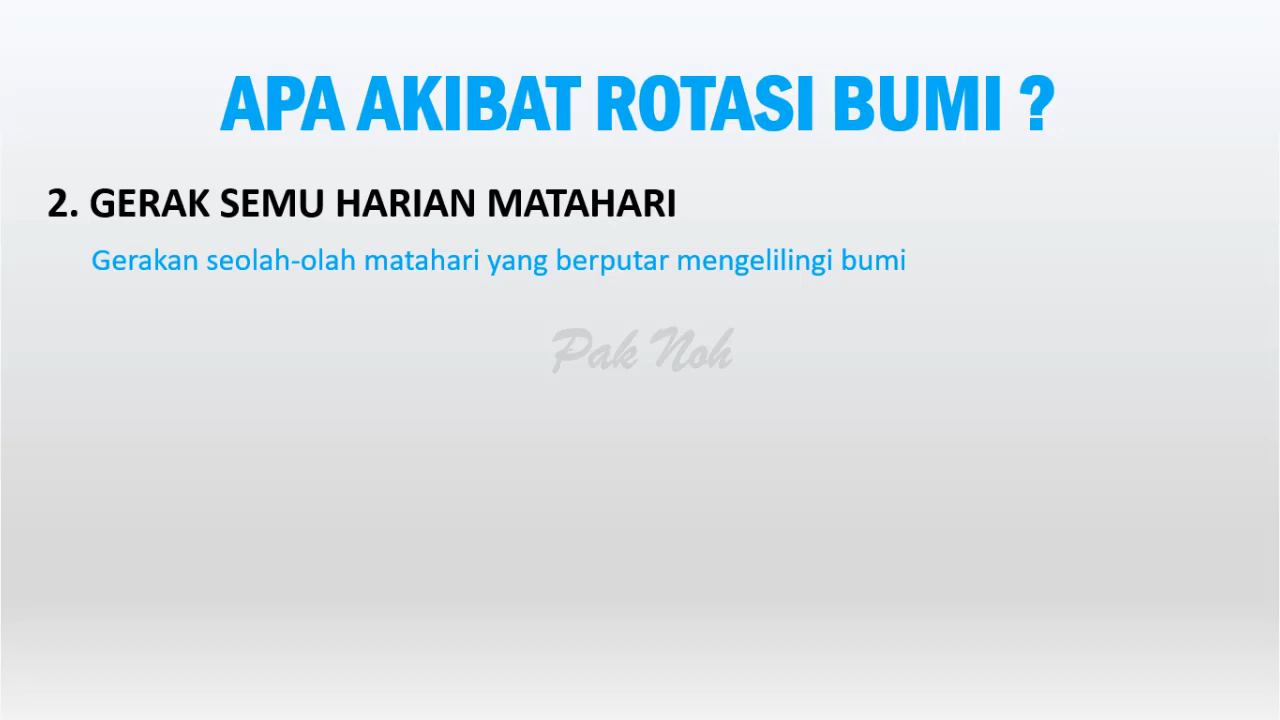 APA AKIBAT ROTASI BUMI ?
2. GERAK SEMU HARIAN MATAHARI
Gerakan seolah-olah matahari yang berputar mengelilingi bumi
Pak Noh